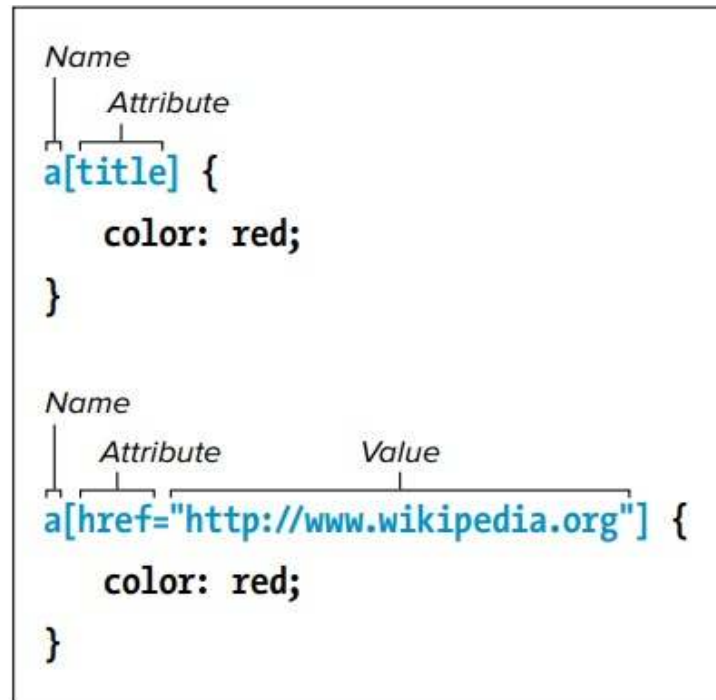 Name
Attribute
a[title] {
color: red;
}
Name
Attribute Value
a[href="http://www.wikipedia.org"] {
color: red;
}